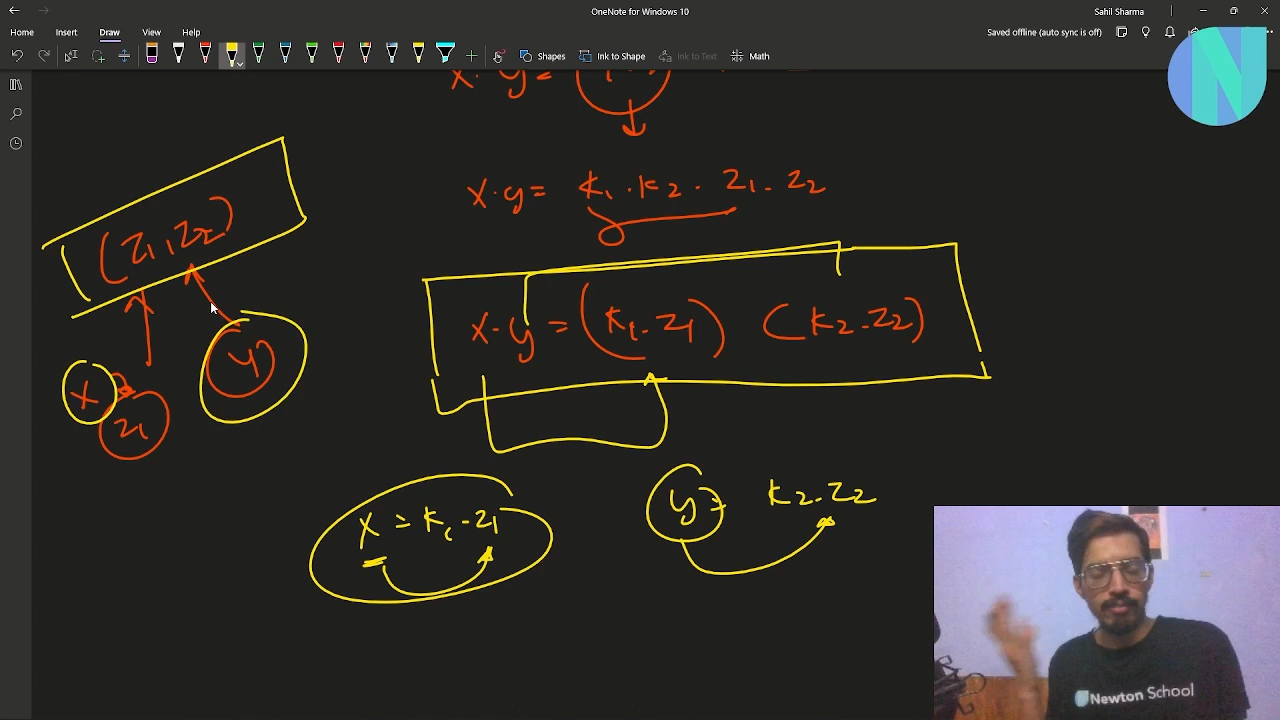 OneNote for Windows 10
Sahil Sharma
Home Insert Draw View Help
Saved offline (auto sync is off)
Shapes Ink to Shape Ink to Text Math
x · y =
x · y = k1 · k2 · z1 · z2
(z1, z2)
x · y = (k1 · z1) (k2 · z2)
x
y
z1
x = k1 · z1
y = k2 · z2
Newton School